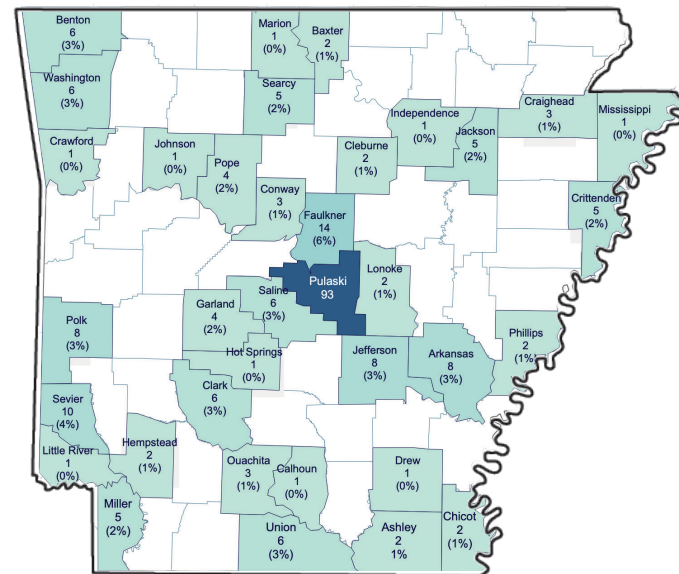 Benton
6
(3%)
Marion
1
(0%)
Baxter
2
(1%)
Washington
6
(3%)
Searcy
5
(2%)
Independence
1
(0%)
Craighead
3
(1%)
Mississippi
1
(0%)
Jackson
5
(2%)
Crawford
1
(0%)
Johnson
1
(0%)
Pope
4
(2%)
Cleburne
2
(1%)
Conway
3
(1%)
Crittenden
5
(2%)
Faulkner
14
(6%)
Pulaski
93
Lonoke
2
(1%)
Saline
6
(3%)
Garland
4
(2%)
Polk
8
(3%)
Hot Springs
1
(0%)
Jefferson
8
(3%)
Arkansas
8
(3%)
Phillips
2
(1%)
Clark
6
(3%)
Sevier
10
(4%)
Hempstead
2
(1%)
Little River
1
(0%)
Ouachita
3
(1%)
Calhoun
1
(0%)
Drew
1
(0%)
Miller
5
(2%)
Union
6
(3%)
Ashley
2
1%
Chicot
2
(1%)